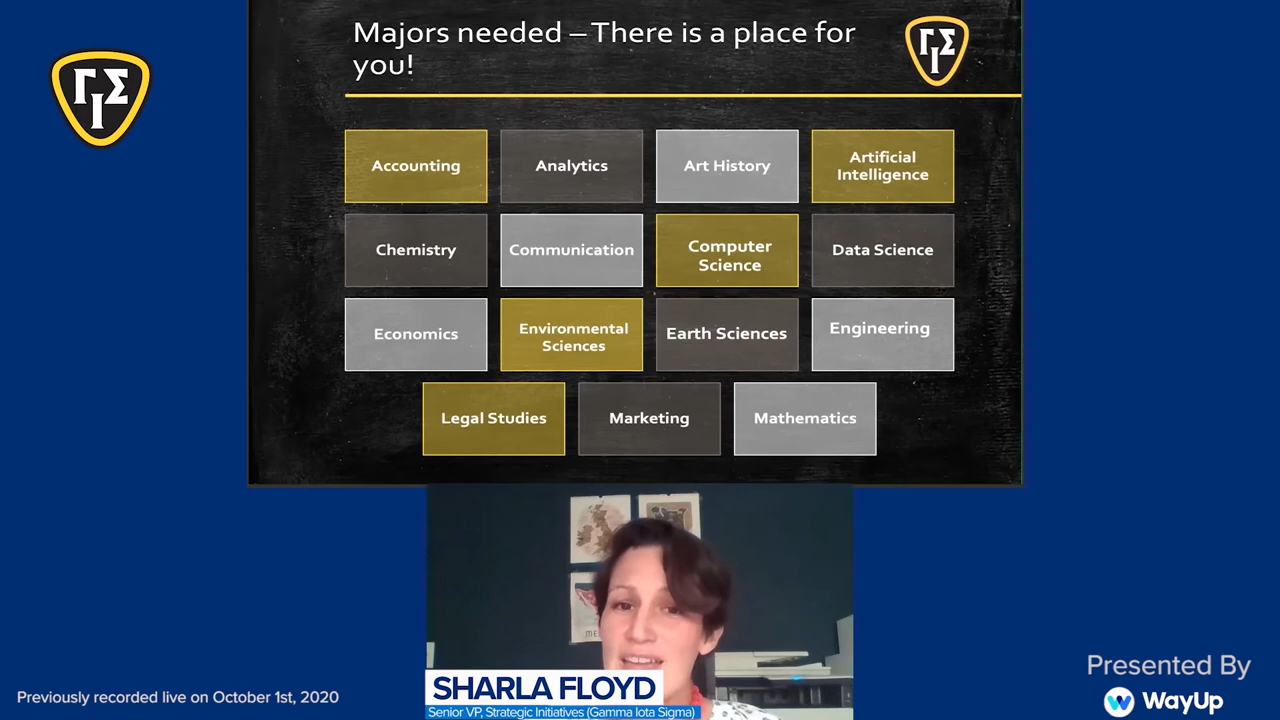 Majors needed – There is a place for
you!
ΓΙΣ
ΓΙΣ
Accounting
Analytics
Art History
Artificial
Intelligence
Chemistry
Communication
Computer
Science
Data Science
Economics
Environmental
Sciences
Earth Sciences
Engineering
Legal Studies
Marketing
Mathematics
SHARLA FLOYD
Senior VP, Strategic Initiatives (Gamma Iota Sigma)
Previously recorded live on October 1st, 2020
Presented By
WayUp